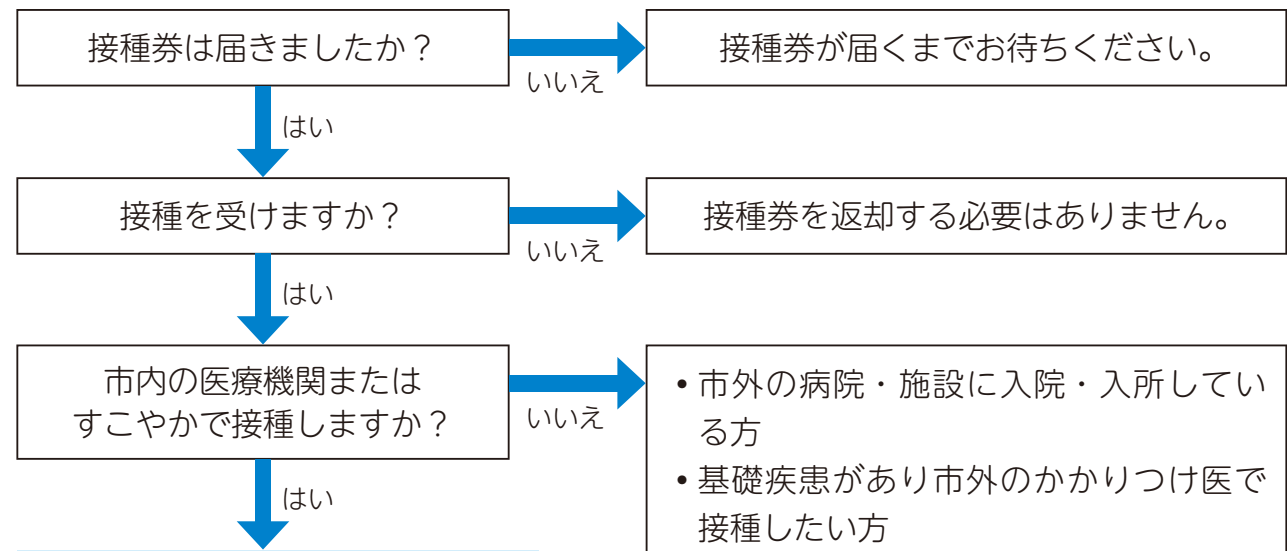 接種券は届きましたか？
いいえ
接種券が届くまでお待ちください。
はい
接種を受けますか？
いいえ
接種券を返却する必要はありません。
はい
市内の医療機関または
すこやかで接種しますか？
いいえ
•市外の病院・施設に入院・入所してい
る方
•基礎疾患があり市外のかかりつけ医で
接種したい方
はい